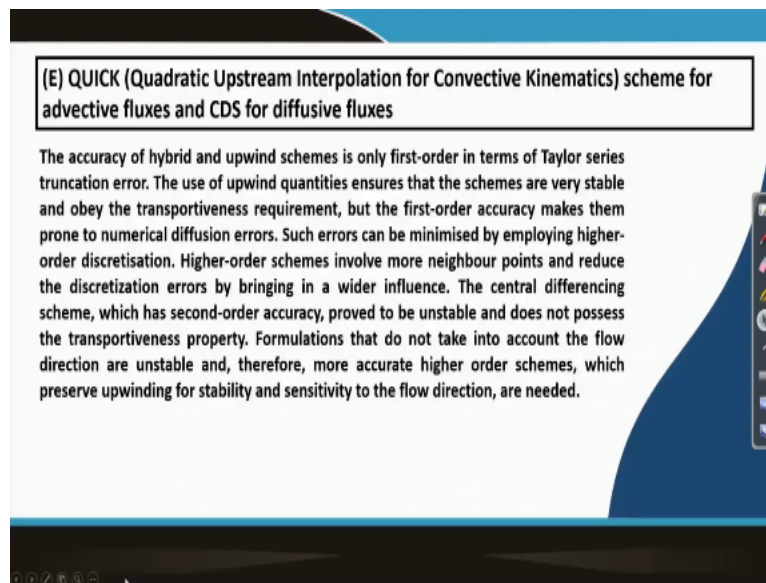 (E) QUICK (Quadratic Upstream Interpolation for Convective Kinematics) scheme for
advective fluxes and CDS for diffusive fluxes
The accuracy of hybrid and upwind schemes is only first-order in terms of Taylor series
truncation error. The use of upwind quantities ensures that the schemes are very stable
and obey the transportiveness requirement, but the first-order accuracy makes them
prone to numerical diffusion errors. Such errors can be minimised by employing higher-
order discretisation. Higher-order schemes involve more neighbour points and reduce
the discretization errors by bringing in a wider influence. The central differencing
scheme, which has second-order accuracy, proved to be unstable and does not possess
the transportiveness property. Formulations that do not take into account the flow
direction are unstable and, therefore, more accurate higher order schemes, which
preserve upwinding for stability and sensitivity to the flow direction, are needed.